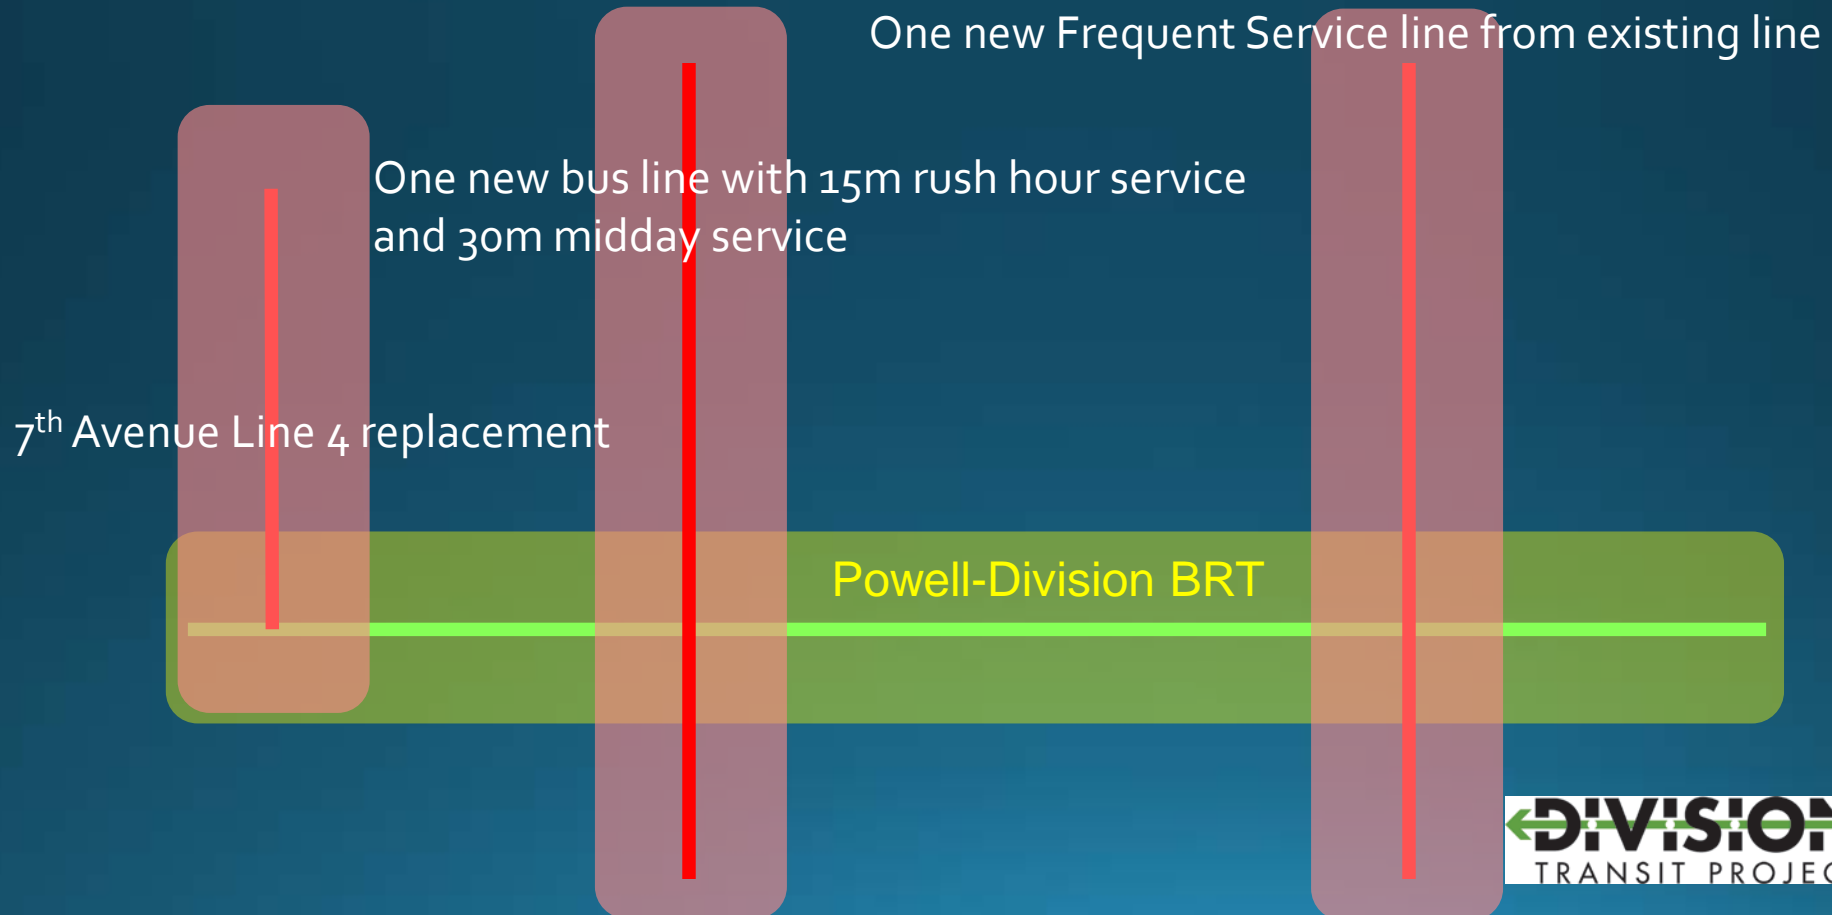 One new Frequent Service line from existing line
One new bus line with 15m rush hour service
and 30m midday service
7th Avenue Line 4 replacement
Powell-Division BRT
DIVISION
TRANSIT PROJEC